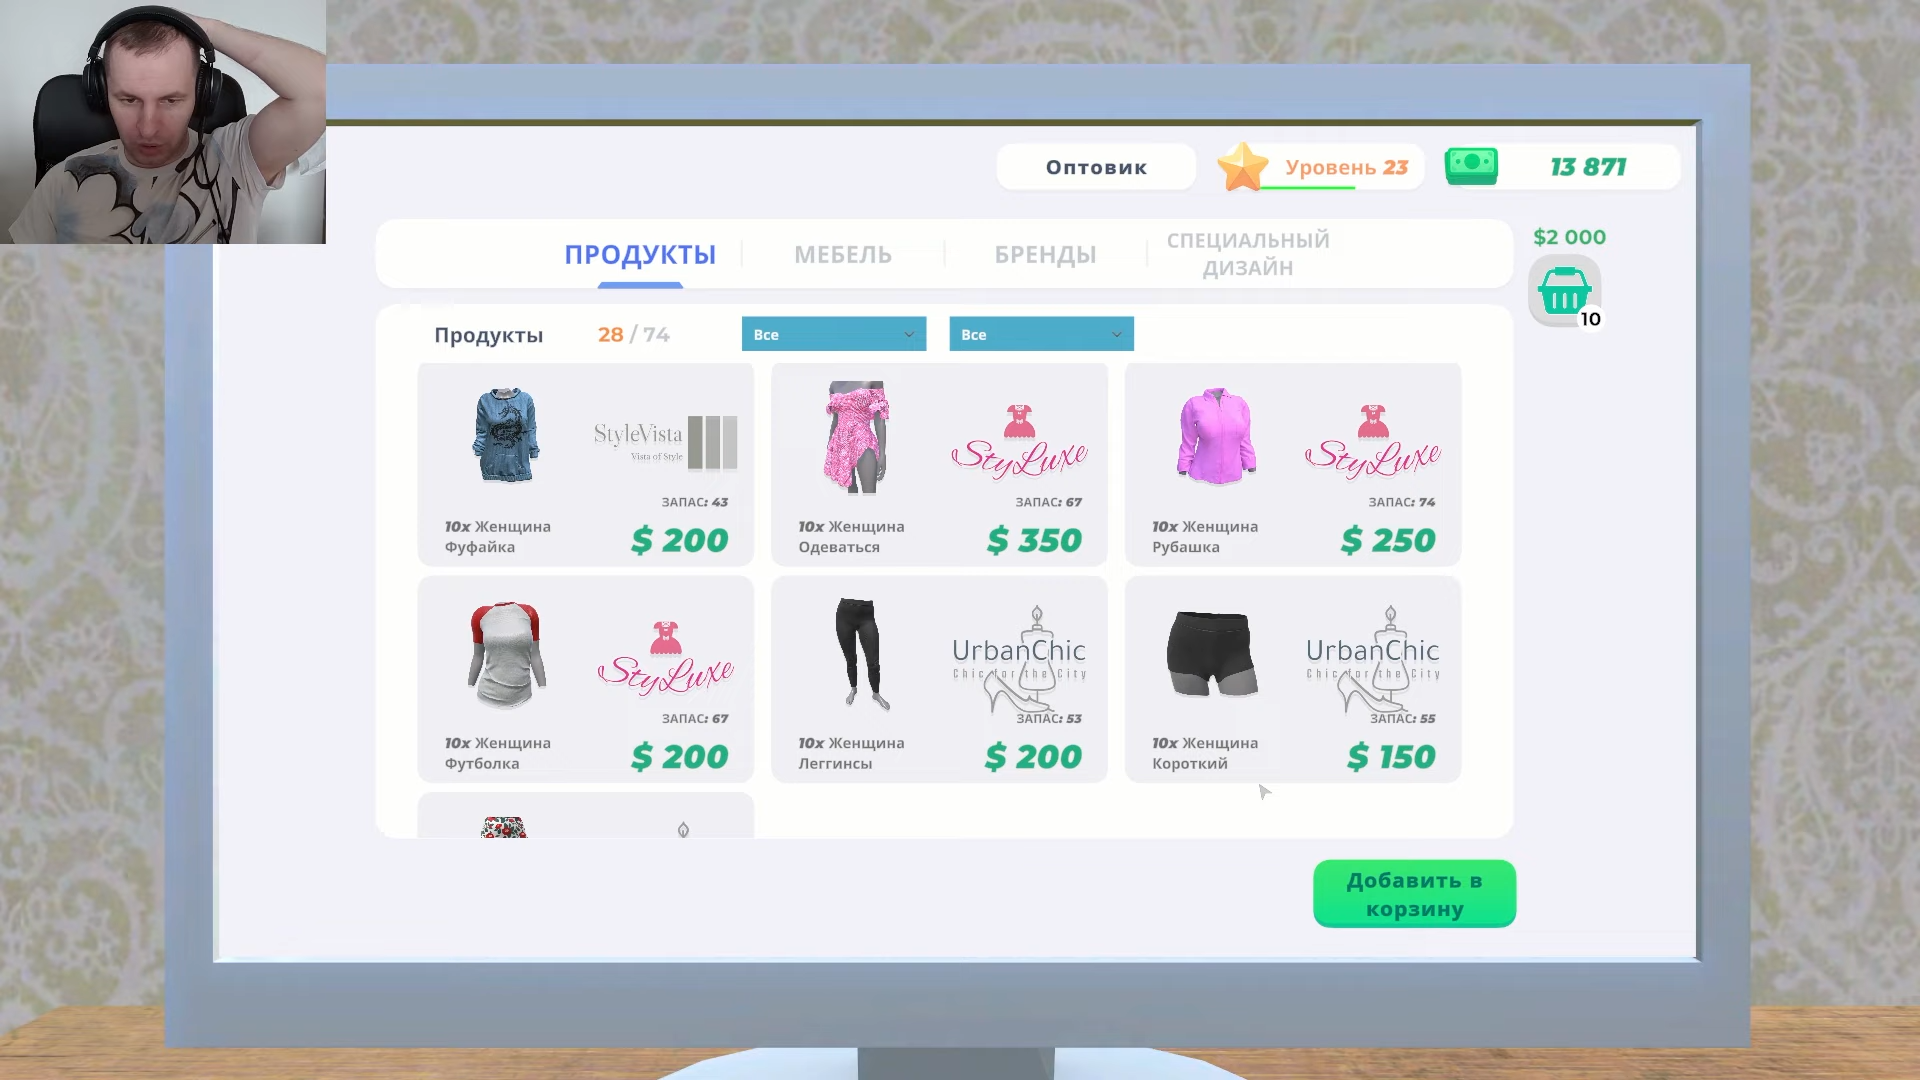 Оптовик
Уровень 23
13 871
ПРОДУКТЫ
МЕБЕЛЬ
БРЕНДЫ
СПЕЦИАЛЬНЫЙ
ДИЗАЙН
$2 000
10
Продукты 28 / 74
Все
Все
StyleVista
Vista of Style
ЗАПАС: 43
10x Женщина
Фуфайка
$ 200
StyLuxe
ЗАПАС: 67
10x Женщина
Одеваться
$ 350
StyLuxe
ЗАПАС: 74
10x Женщина
Рубашка
$ 250
StyLuxe
ЗАПАС: 67
10x Женщина
Футболка
$ 200
UrbanChic
Chic for the City
ЗАПАС: 53
10x Женщина
Леггинсы
$ 200
UrbanChic
Chic for the City
ЗАПАС: 55
10x Женщина
Короткий
$ 150
Добавить в
корзину